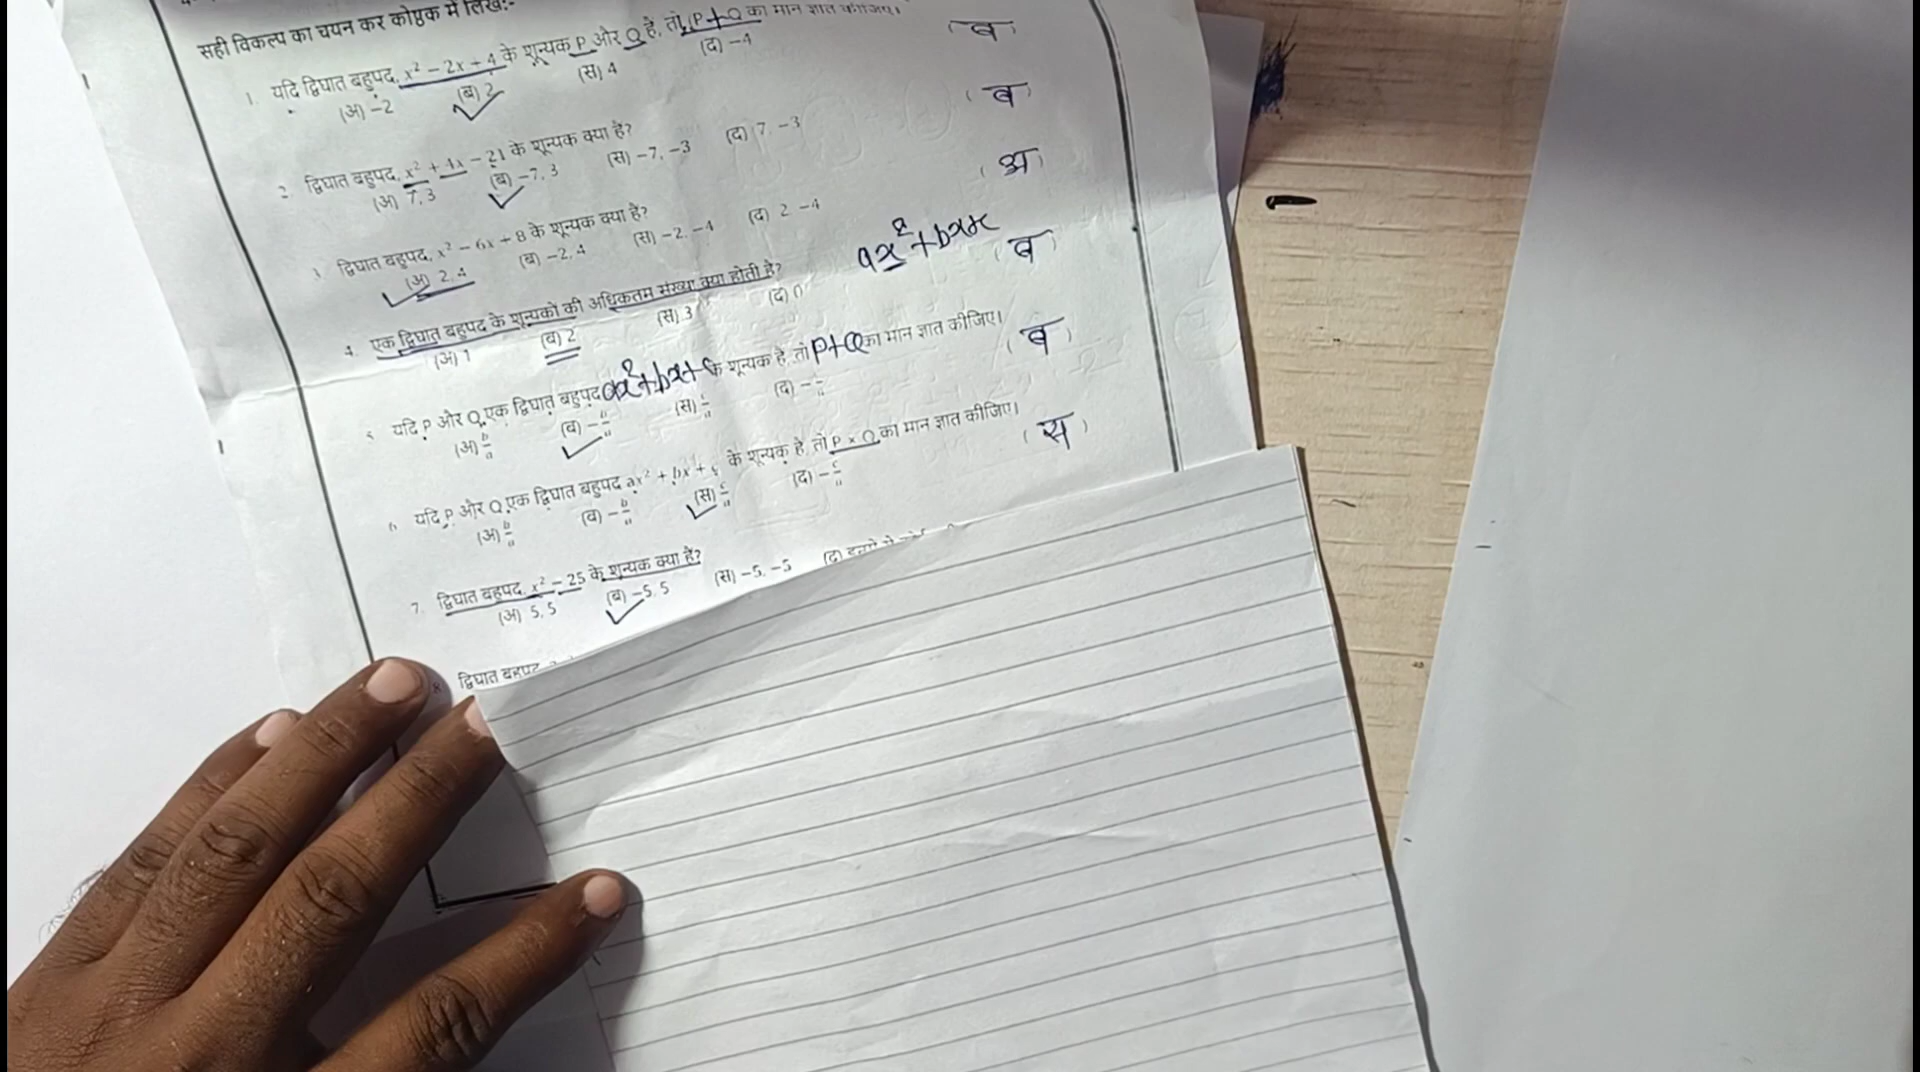 सही विकल्प का चयन कर कोष्ठक में लिखें:-
1. यदि द्विघात बहुपद, x² − 2x + 4 के शून्यक P और Q है, तो P + Q का मान ज्ञात कीजिए। (ब)
(अ) −2 (ब) 2 (स) 4 (द) −4
2. द्विघात बहुपद, x² + 4x − 21 के शून्यक क्या है? (ब)
(अ) 7, 3 (ब) −7, 3 (स) −7, −3 (द) 7, −3
3. द्विघात बहुपद, x² − 6x + 8 के शून्यक क्या है? (अ)
(अ) 2, 4 (ब) −2, 4 (स) −2, −4 (द) 2 −4
ax² + bx+c
4. एक द्विघात बहुपद के शून्यकों की अधिकतम संख्या क्या होती है? (ब)
(अ) 1 (ब) 2 (स) 3 (द) 0
5. यदि P और Q एक द्विघात बहुपद ax²+bx+c के शून्यक है, तो P+Q का मान ज्ञात कीजिए। (ब)
(अ) b/a (ब) −b/a (स) c/a (द) −c/a
6. यदि P और Q एक द्विघात बहुपद ax² + bx + c के शून्यक है, तो P × Q का मान ज्ञात कीजिए। (स)
(अ) b/a (ब) −b/a (स) c/a (द) −c/a
7. द्विघात बहुपद, x² − 25 के शून्यक क्या हैं?
(अ) 5, 5 (ब) −5, 5 (स) −5, −5 (द)
8. द्विघात बहुपद